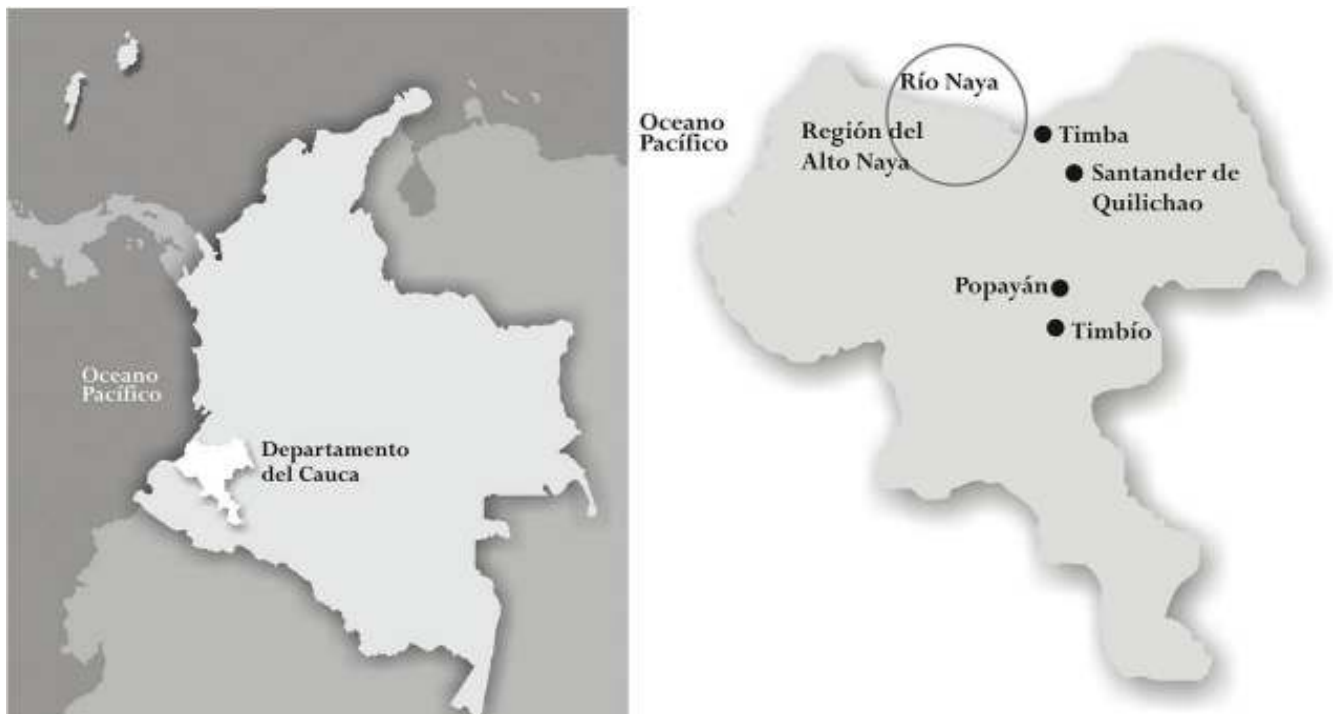 Oceano
Pacífico
Departamento
del Cauca
Oceano
Pacífico
Río Naya
Región del
Alto Naya
Timba
Santander de
Quilichao
Popayán
Timbío